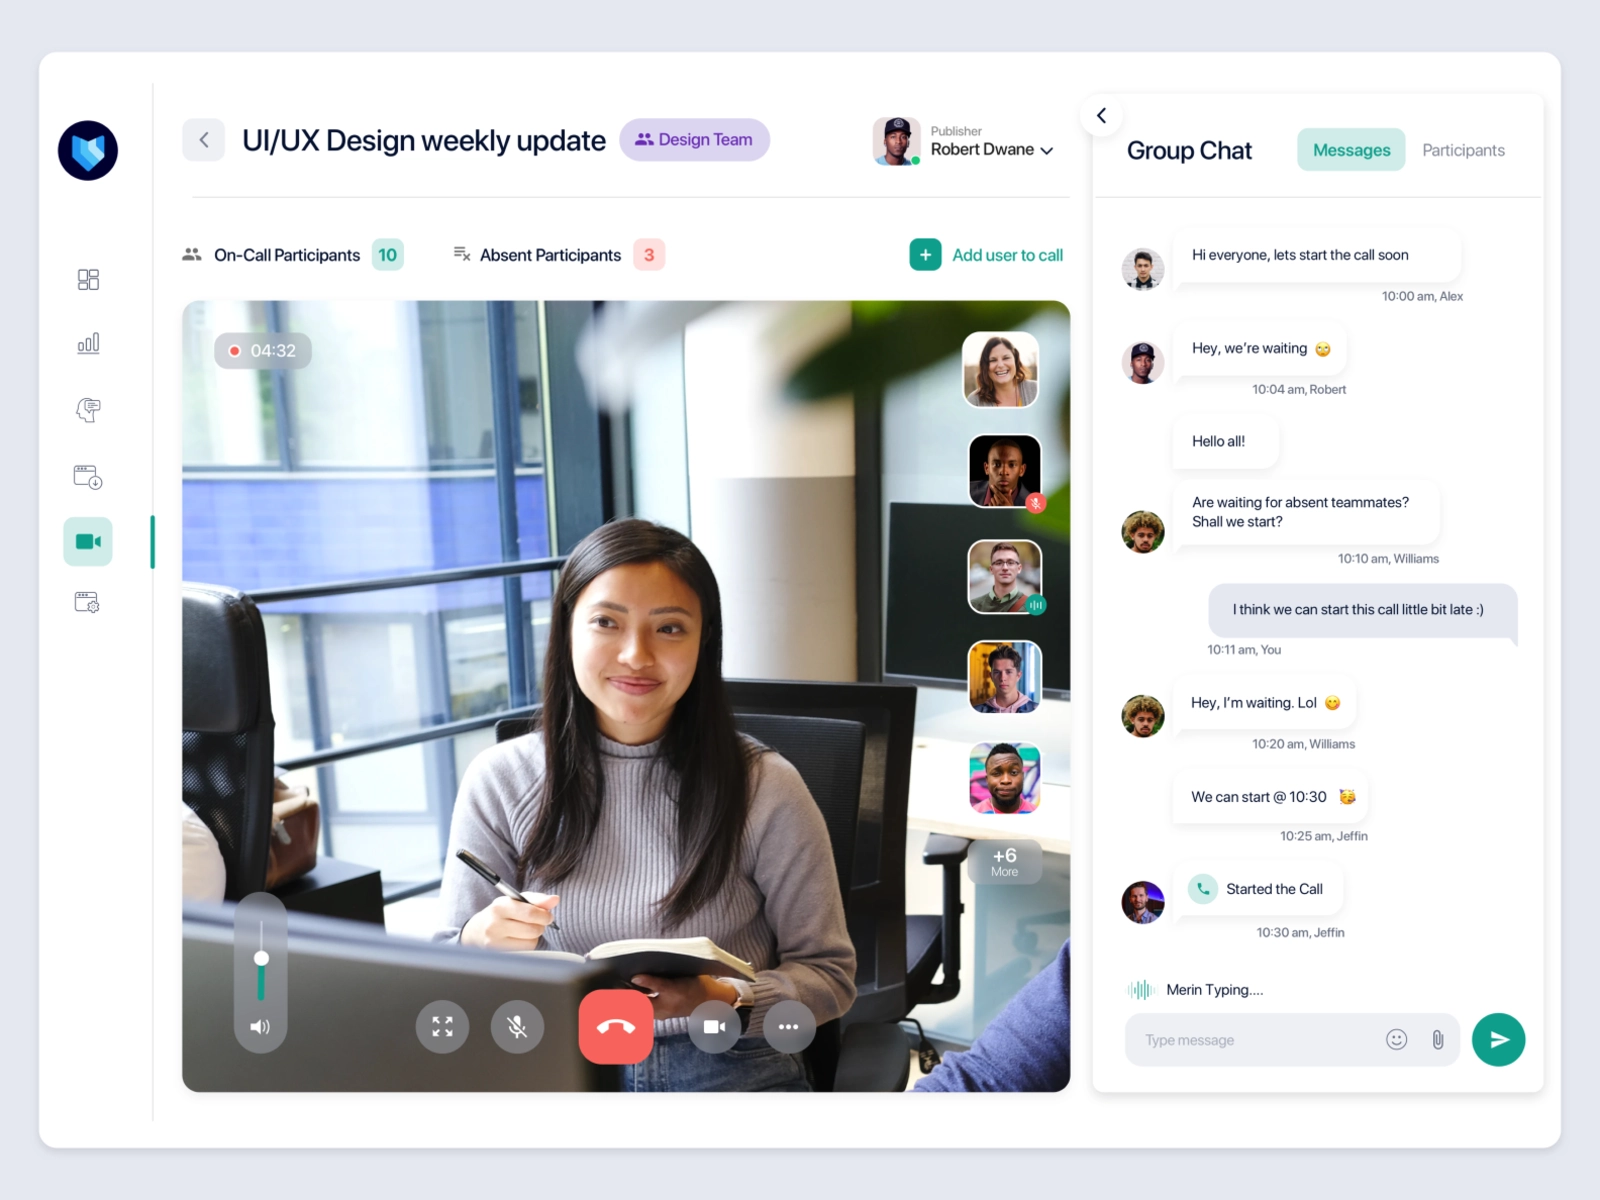 UI/UX Design weekly update
Design Team
Publisher
Robert Dwane
On-Call Participants 10
Absent Participants 3
+ Add user to call
04:32
+6
More
Group Chat
Messages
Participants
Hi everyone, lets start the call soon
10:00 am, Alex
Hey, we're waiting 🙄
10:04 am, Robert
Hello all!
Are waiting for absent teammates?
Shall we start?
10:10 am, Williams
I think we can start this call little bit late :)
10:11 am, You
Hey, I'm waiting. Lol 😋
10:20 am, Williams
We can start @ 10:30 🥳
10:25 am, Jeffin
Started the Call
10:30 am, Jeffin
Merin Typing....
Type message